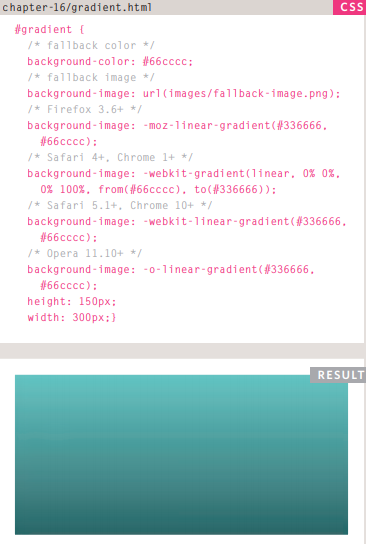 chapter-16/gradient.html
CSS
#gradient {
/* fallback color */
background-color: #66cccc;
/* fallback image */
background-image: url(images/fallback-image.png);
/* Firefox 3.6+ */
background-image: -moz-linear-gradient(#336666,
#66cccc);
/* Safari 4+, Chrome 1+ */
background-image: -webkit-gradient(linear, 0% 0%,
0% 100%, from(#66cccc), to(#336666));
/* Safari 5.1+, Chrome 10+ */
background-image: -webkit-linear-gradient(#336666,
#66cccc);
/* Opera 11.10+ */
background-image: -o-linear-gradient(#336666,
#66cccc);
height: 150px;
width: 300px;}
RESULT